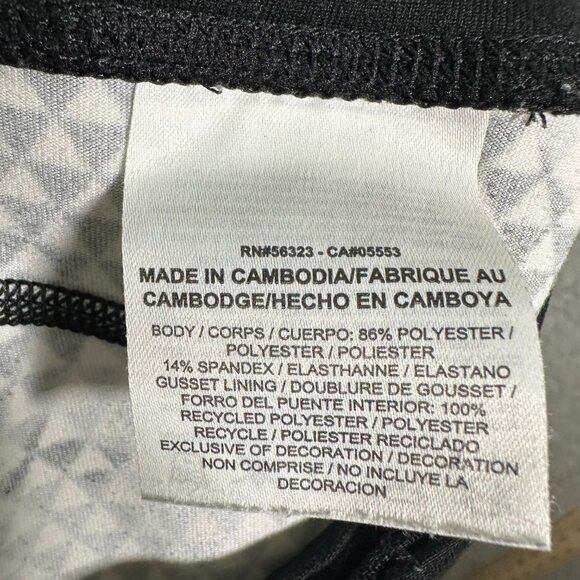 RN#56323 - CA#05553
MADE IN CAMBODIA/FABRIQUE AU
CAMBODGE/HECHO EN CAMBOYA
BODY / CORPS / CUERPO: 86% POLYESTER /
POLYESTER / POLIESTER
14% SPANDEX / ELASTHANNE / ELASTANO
GUSSET LINING / DOUBLURE DE GOUSSET /
FORRO DEL PUENTE INTERIOR: 100%
RECYCLED POLYESTER / POLYESTER
RECYCLE / POLIESTER RECICLADO
EXCLUSIVE OF DECORATION / DECORATION
NON COMPRISE / NO INCLUYE LA
DECORACION